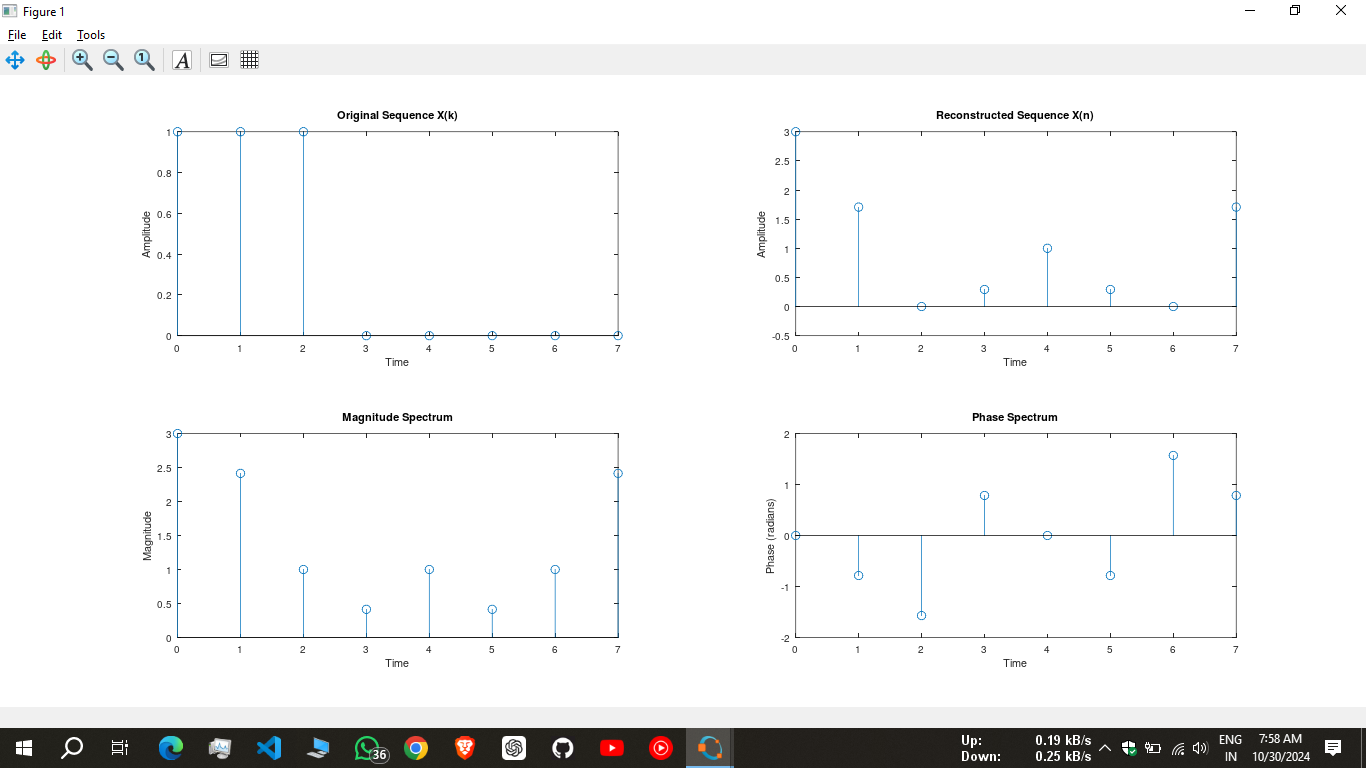 Figure 1
File Edit Tools
1 A
Original Sequence X(k)
1
0.8
0.6
0.4
0.2
0
Amplitude
0 1 2 3 4 5 6 7
Time
Reconstructed Sequence X(n)
3
2.5
2
1.5
1
0.5
0
-0.5
Amplitude
0 1 2 3 4 5 6 7
Time
Magnitude Spectrum
3
2.5
2
1.5
1
0.5
0
Magnitude
0 1 2 3 4 5 6 7
Time
Phase Spectrum
2
1
0
-1
-2
Phase (radians)
0 1 2 3 4 5 6 7
Time
36
Up: 0.19 kB/s
Down: 0.25 kB/s
ENG
IN
7:58 AM
10/30/2024